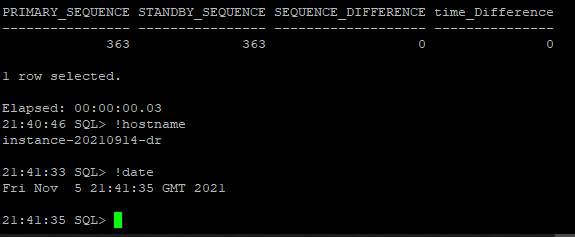 PRIMARY_SEQUENCE STANDBY_SEQUENCE SEQUENCE_DIFFERENCE time_Difference
---------------- ---------------- ------------------- ---------------
363 363 0 0
1 row selected.
Elapsed: 00:00:00.03
21:40:46 SQL> !hostname
instance-20210914-dr
21:41:33 SQL> !date
Fri Nov  5 21:41:35 GMT 2021
21:41:35 SQL>